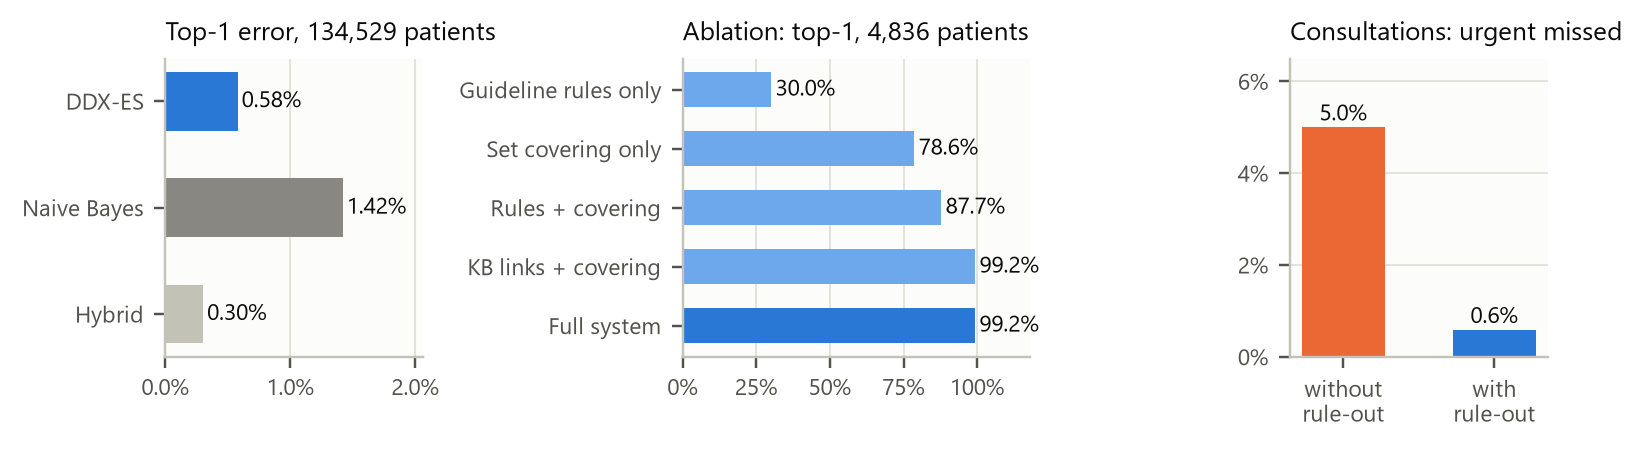 Top-1 error, 134,529 patients
DDX-ES
0.58%
Naive Bayes
1.42%
Hybrid
0.30%
0.0%
1.0%
2.0%
Ablation: top-1, 4,836 patients
Guideline rules only
30.0%
Set covering only
78.6%
Rules + covering
87.7%
KB links + covering
99.2%
Full system
99.2%
0%
25%
50%
75%
100%
Consultations: urgent missed
6%
4%
2%
0%
5.0%
0.6%
without
rule-out
with
rule-out